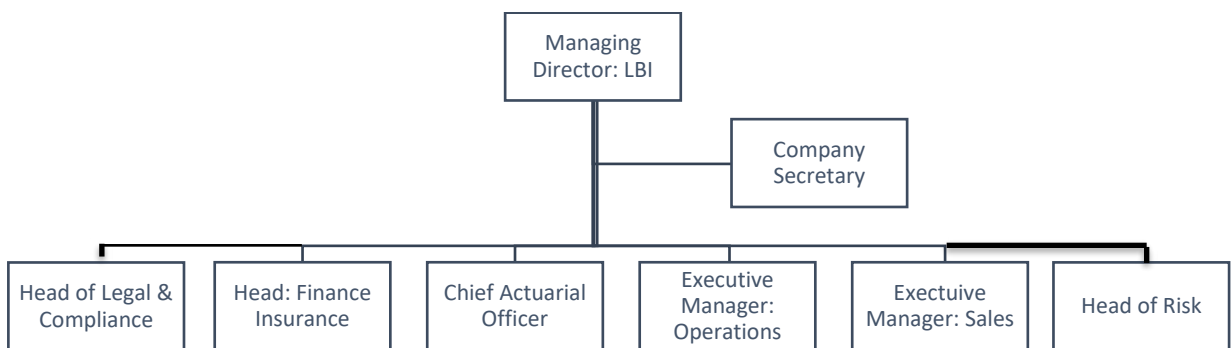 Managing
Director: LBI
Company
Secretary
Head of Legal &
Compliance
Head: Finance
Insurance
Chief Actuarial
Officer
Executive
Manager:
Operations
Exectuive
Manager: Sales
Head of Risk